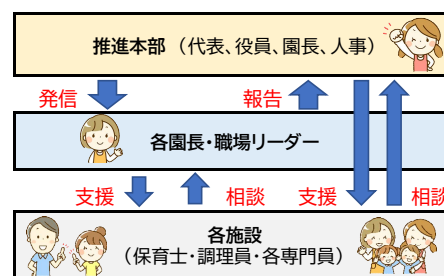 推進本部（代表、役員、園長、人事）
発信 報告
各園長・職場リーダー
支援 相談 支援 相談
各施設
（保育士・調理員・各専門員）